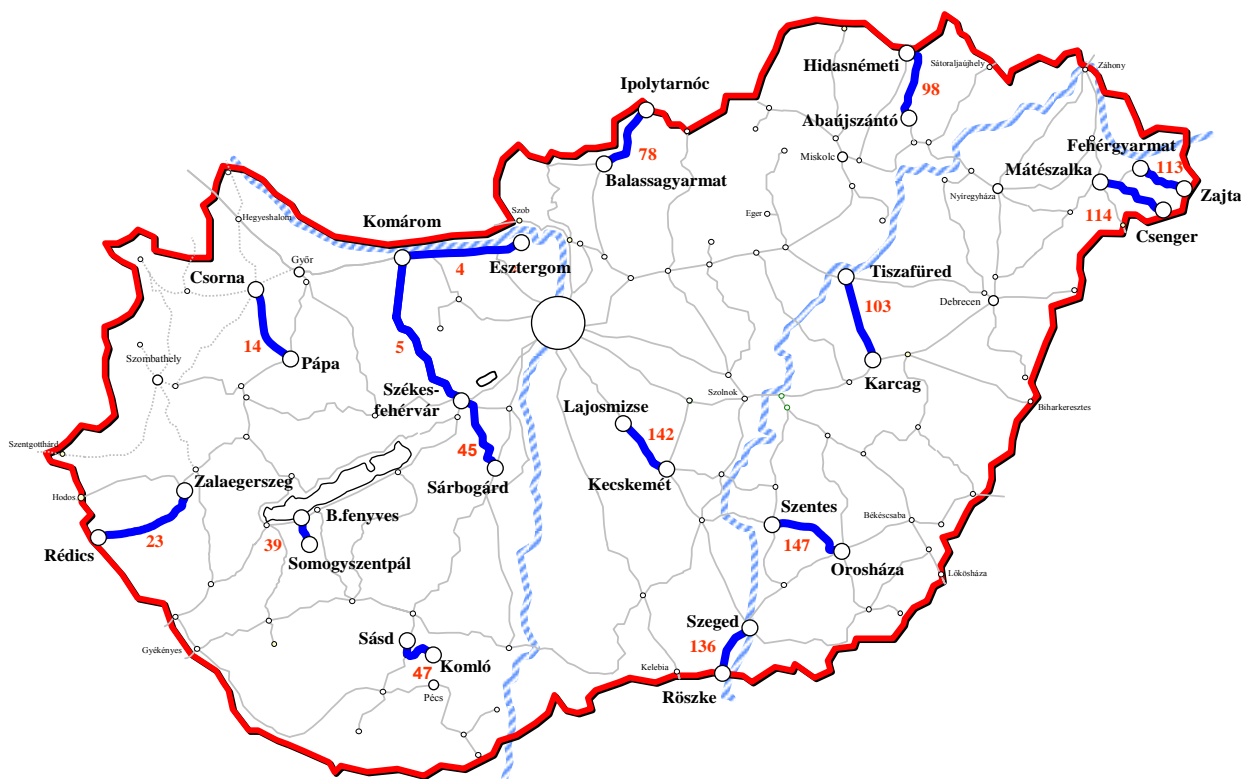 Hidasnémeti
Sátoraljaújhely
Záhony
98
Ipolytarnóc
Abaújszántó
78
Balassagyarmat
Miskolc
Fehérgyarmat
113
Mátészalka
Zajta
Nyíregyháza
114
Csenger
Eger
Szob
Komárom
Hegyeshalom
Esztergom
4
Győr
Csorna
Tiszafüred
103
Debrecen
14
5
Pápa
Szombathely
Karcag
Székes-
fehérvár
Szolnok
Lajosmizse
142
Biharkeresztes
Szentgotthárd
45
Kecskemét
Sárbogárd
Zalaegerszeg
Hodos
B.fenyves
Szentes
Békéscsaba
23
39
147
Rédics
Somogyszentpál
Orosháza
Lőkösháza
Szeged
Sásd
136
Gyékényes
Komló
47
Kelebia
Röszke
Pécs